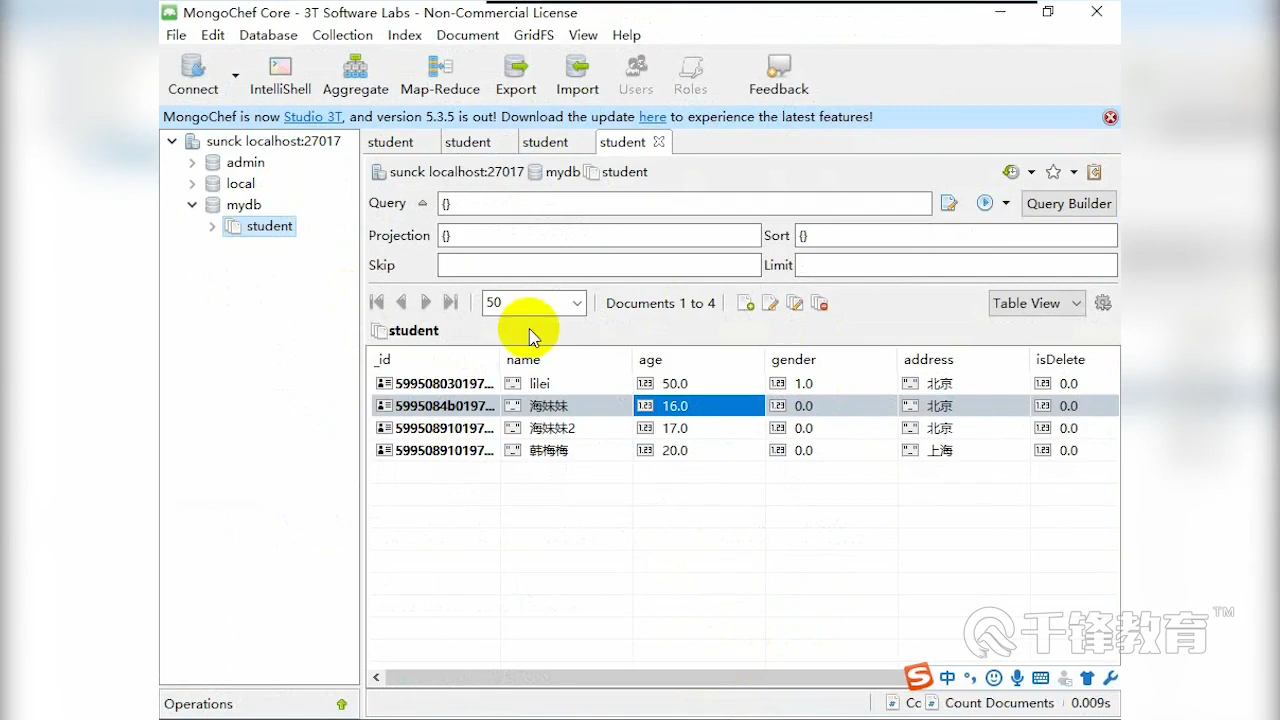 MongoChef Core - 3T Software Labs - Non-Commercial License
File Edit Database Collection Index Document GridFS View Help
Connect IntelliShell Aggregate Map-Reduce Export Import Users Roles Feedback
MongoChef is now Studio 3T, and version 5.3.5 is out! Download the update here to experience the latest features!
sunck localhost:27017
admin
local
mydb
student
student student student student
sunck localhost:27017 mydb student
Query {} Query Builder
Projection {} Sort {}
Skip Limit
50 Documents 1 to 4 Table View
student
_id name age gender address isDelete
599508030197... lilei 50.0 1.0 北京 0.0
5995084b0197... 海妹妹 16.0 0.0 北京 0.0
599508910197... 海妹妹2 17.0 0.0 北京 0.0
599508910197... 韩梅梅 20.0 0.0 上海 0.0
千锋教育 TM
中
Operations Cc Count Documents 0.009s